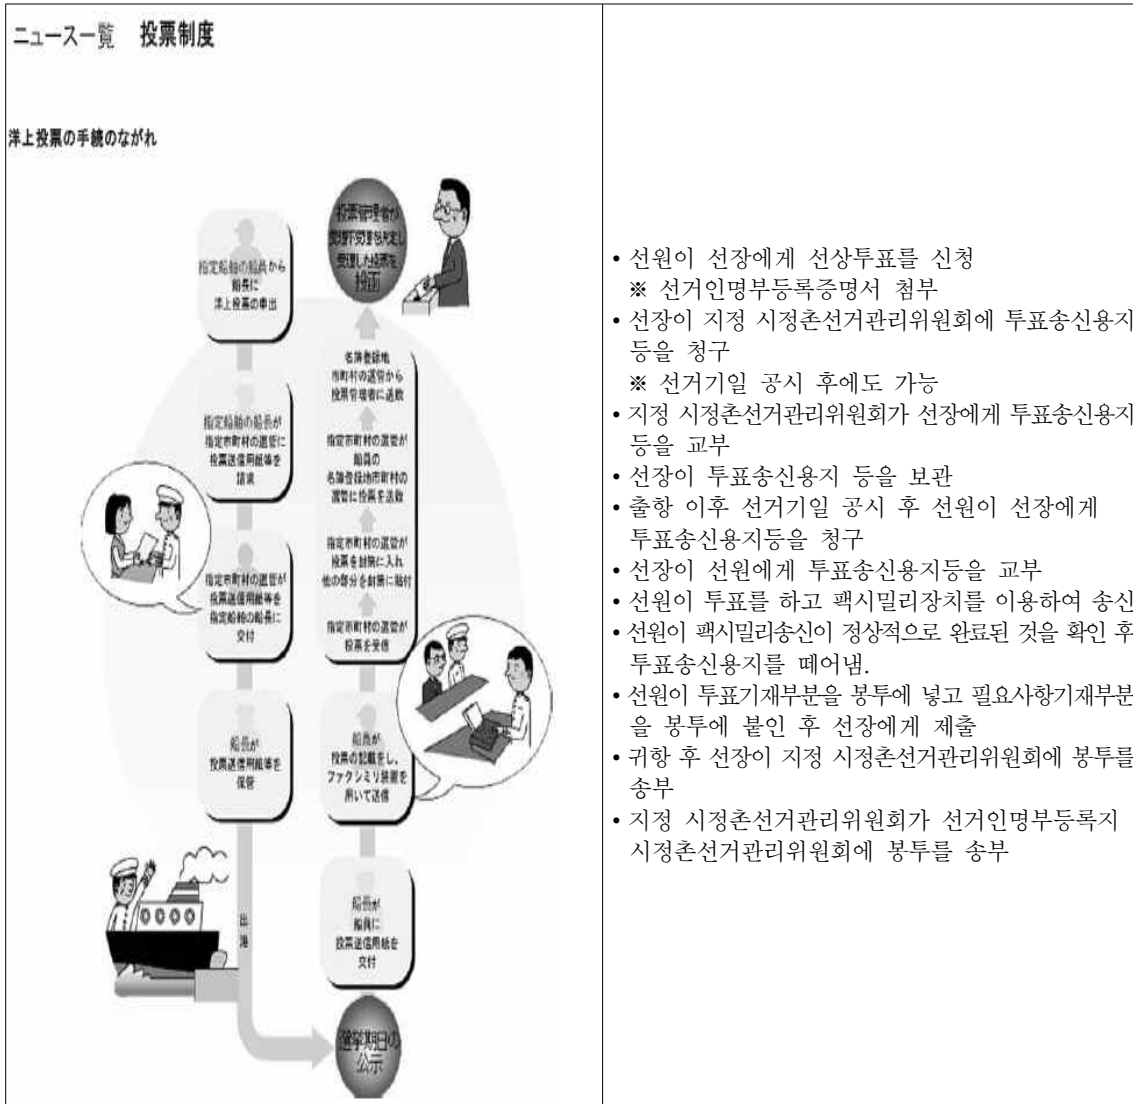 ニュース一覧 投票制度
洋上投票の手続のながれ
指定船舶の船員から
船長に
洋上投票の申出
指定船舶の船長が
指定市町村の選管に
投票送信用紙等を
請求
指定市町村の選管が
投票送信用紙等を
指定船舶の船長に
交付
船長が
投票送信用紙等を
保管
出
港
選挙期日の
公示
船長が
船員に
投票送信用紙を
交付
船員が
投票の記載をし、
ファクシミリ装置を
用いて送信
指定市町村の選管が
投票を受信
指定市町村の選管が
投票を封筒に入れ
他の部分を封筒に貼付
指定市町村の選管が
船員の
名簿登録地市町村の
選管に投票を送致
名簿登録地
市町村の選管から
投票管理者に送致
投票管理者が
受理不受理を決定し
受理した投票を
投函
• 선원이 선장에게 선상투표를 신청
※ 선거인명부등록증명서 첨부
• 선장이 지정 시정촌선거관리위원회에 투표송신용지
등을 청구
※ 선거기일 공시 후에도 가능
• 지정 시정촌선거관리위원회가 선장에게 투표송신용지
등을 교부
• 선장이 투표송신용지 등을 보관
• 출항 이후 선거기일 공시 후 선원이 선장에게
투표송신용지등을 청구
• 선장이 선원에게 투표송신용지등을 교부
• 선원이 투표를 하고 팩시밀리장치를 이용하여 송신
• 선원이 팩시밀리송신이 정상적으로 완료된 것을 확인 후
투표송신용지를 떼어냄.
• 선원이 투표기재부분을 봉투에 넣고 필요사항기재부분
을 봉투에 붙인 후 선장에게 제출
• 귀항 후 선장이 지정 시정촌선거관리위원회에 봉투를
송부
• 지정 시정촌선거관리위원회가 선거인명부등록지
시정촌선거관리위원회에 봉투를 송부